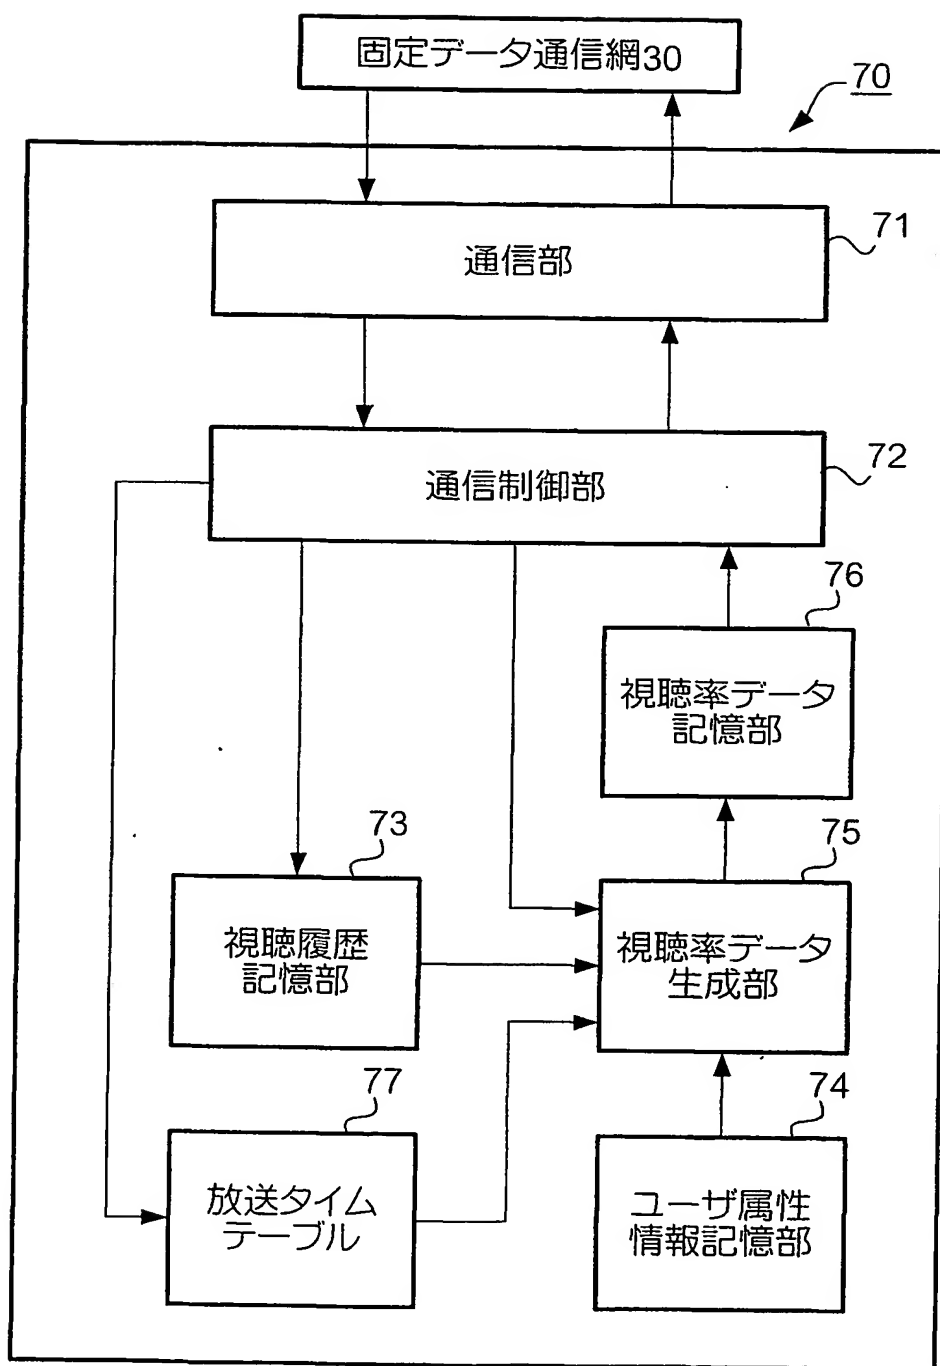 固定データ通信網30
70
71
通信部
72
通信制御部
76
視聴率データ
記憶部
73
75
視聴履歴
記憶部
視聴率データ
生成部
77
74
放送タイム
テーブル
ユーザ属性
情報記憶部